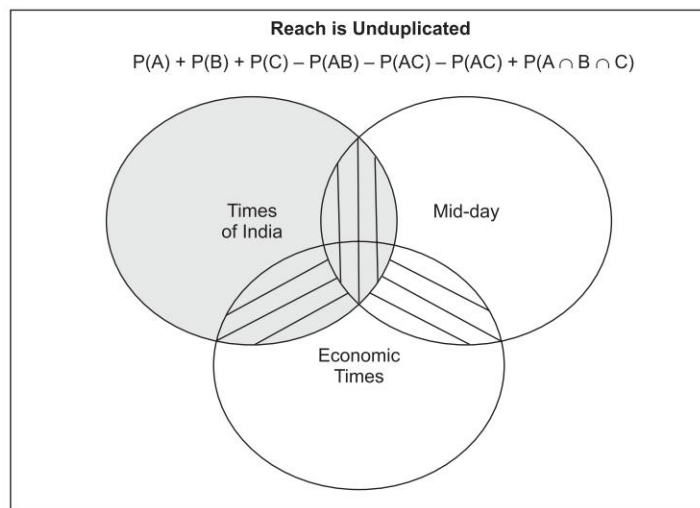 Reach is Unduplicated
P(A) + P(B) + P(C) – P(AB) – P(AC) – P(AC) + P(A ∩ B ∩ C)
Times
of India
Mid-day
Economic
Times